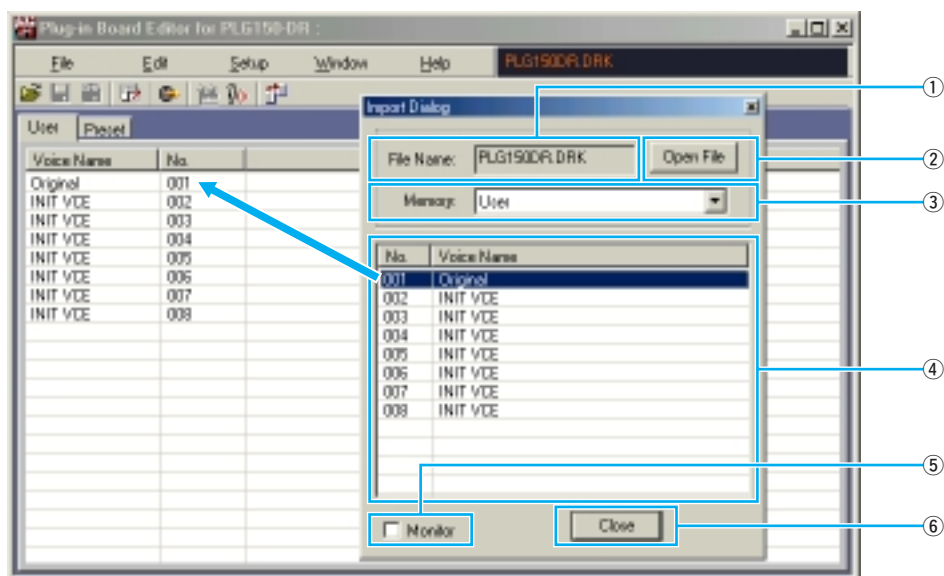 Plug-in Board Editor for PLG150-DR :
File Edit Setup Window Help PLG150DR.DRK
User Preset
Voice Name No.
Original 001
INIT VCE 002
INIT VCE 003
INIT VCE 004
INIT VCE 005
INIT VCE 006
INIT VCE 007
INIT VCE 008
Import Dialog
File Name: PLG150DR.DRK Open File
Memory: User
No. Voice Name
001 Original
002 INIT VCE
003 INIT VCE
004 INIT VCE
005 INIT VCE
006 INIT VCE
007 INIT VCE
008 INIT VCE
Monitor Close
①
②
③
④
⑤
⑥